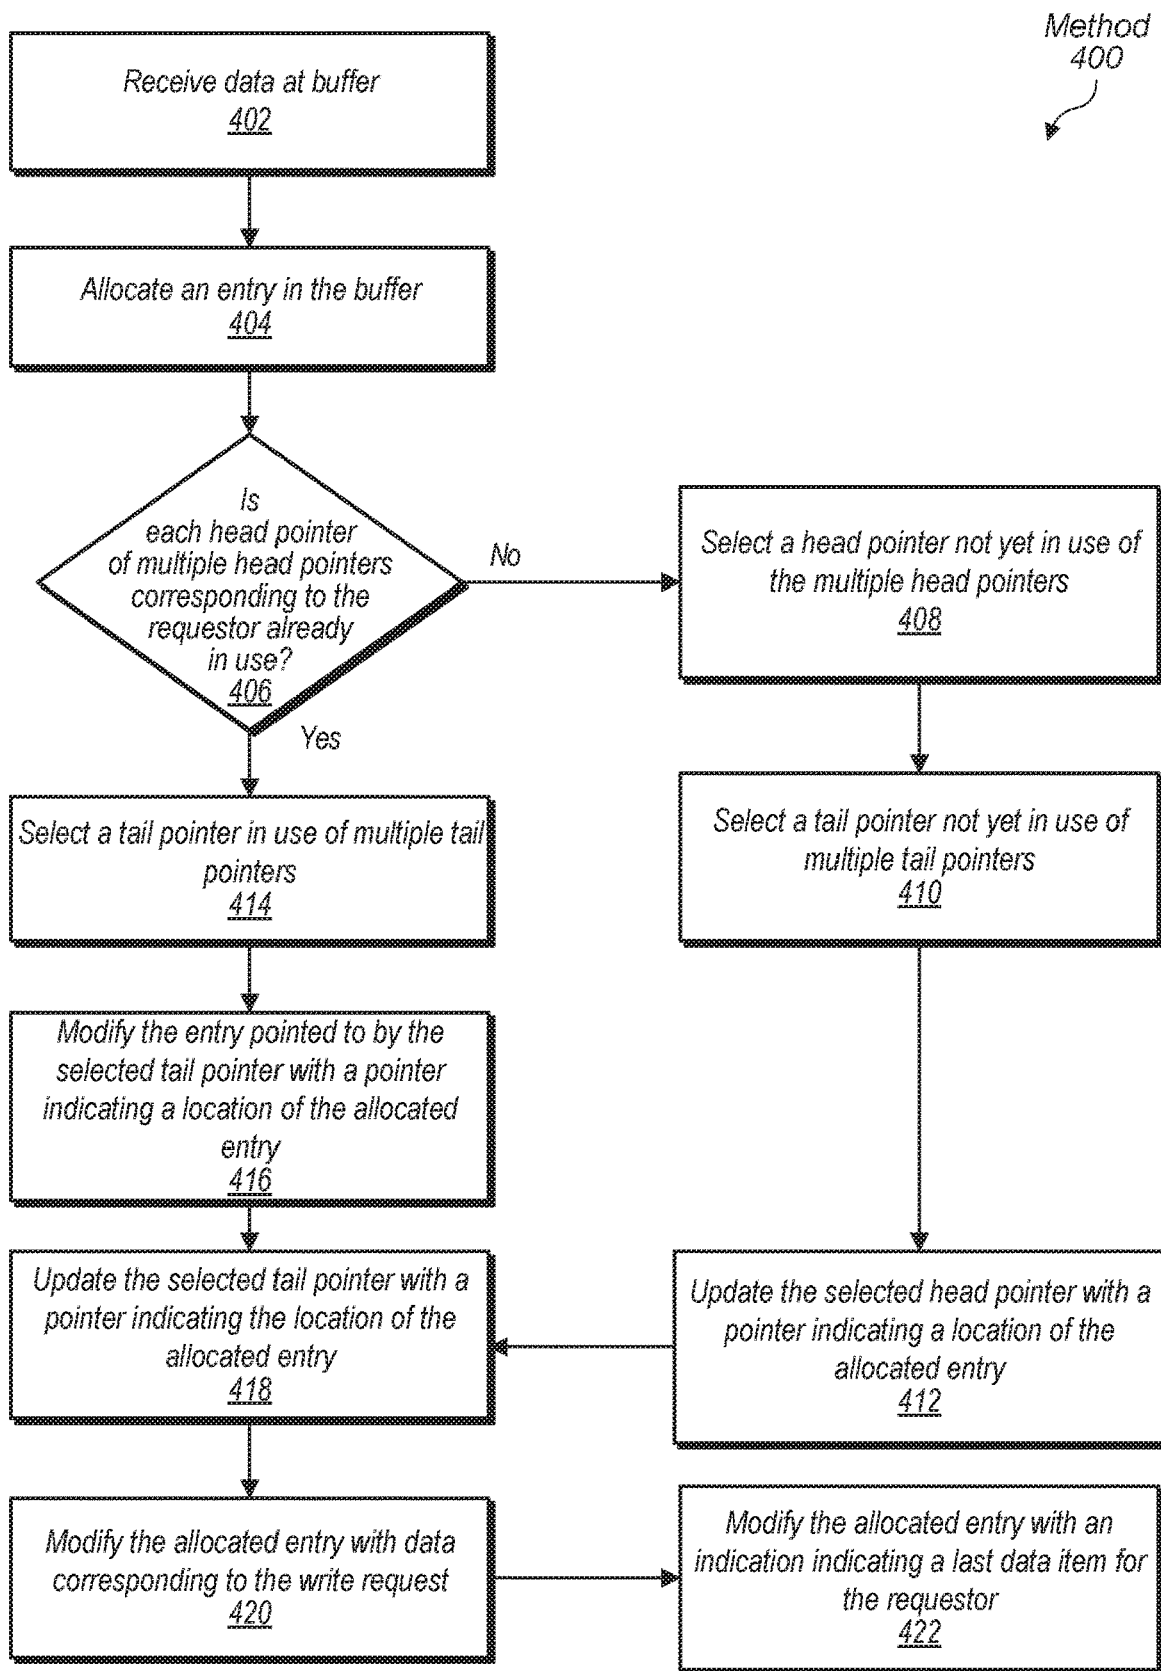 Method
400
Receive data at buffer
402
Allocate an entry in the buffer
404
Is
each head pointer
of multiple head pointers
corresponding to the
requestor already
in use?
406
No
Yes
Select a head pointer not yet in use of
the multiple head pointers
408
Select a tail pointer not yet in use of
multiple tail pointers
410
Select a tail pointer in use of multiple tail
pointers
414
Modify the entry pointed to by the
selected tail pointer with a pointer
indicating a location of the allocated
entry
416
Update the selected tail pointer with a
pointer indicating the location of the
allocated entry
418
Update the selected head pointer with a
pointer indicating a location of the
allocated entry
412
Modify the allocated entry with data
corresponding to the write request
420
Modify the allocated entry with an
indication indicating a last data item for
the requestor
422